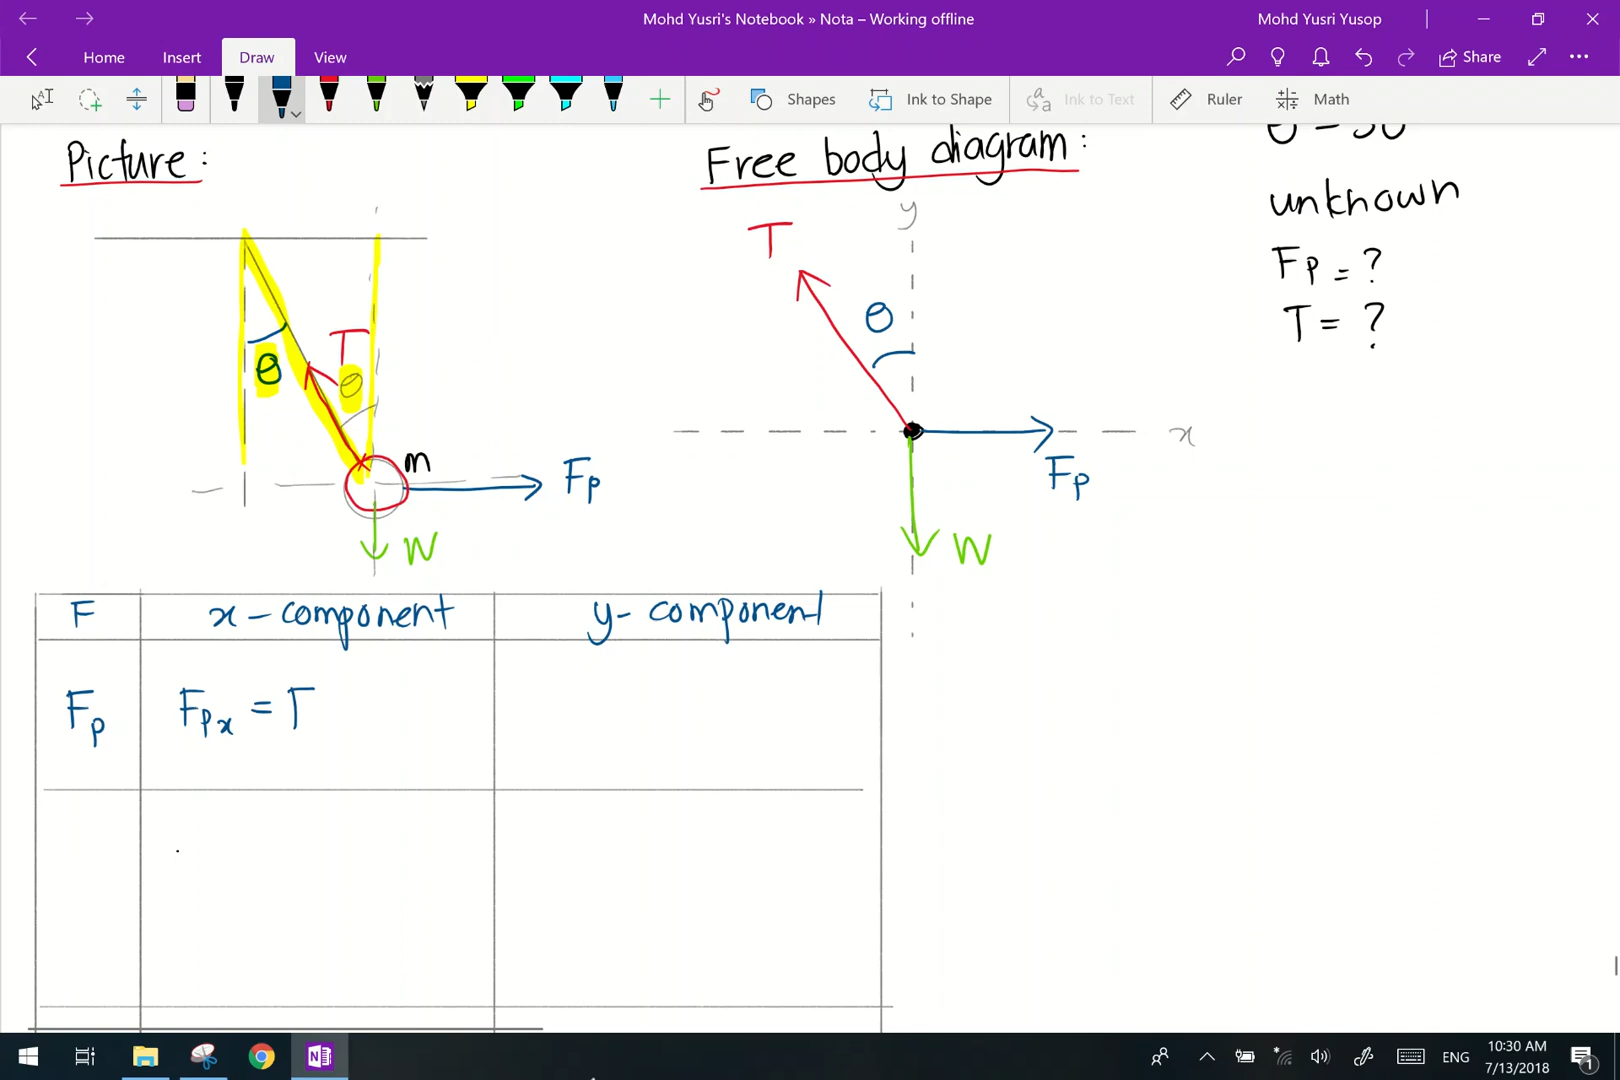 Mohd Yusri's Notebook » Nota – Working offline
Mohd Yusri Yusop
Home Insert Draw View
Share
Shapes
Ink to Shape
Ink to Text
Ruler
Math
Picture:
Free body diagram:
unknown
Fp = ?
T = ?
T
y
θ
x
Fp
W
θ
T
θ
m
Fp
W
F
x - component
y - component
Fp
Fpx =
ENG
10:30 AM
7/13/2018
1